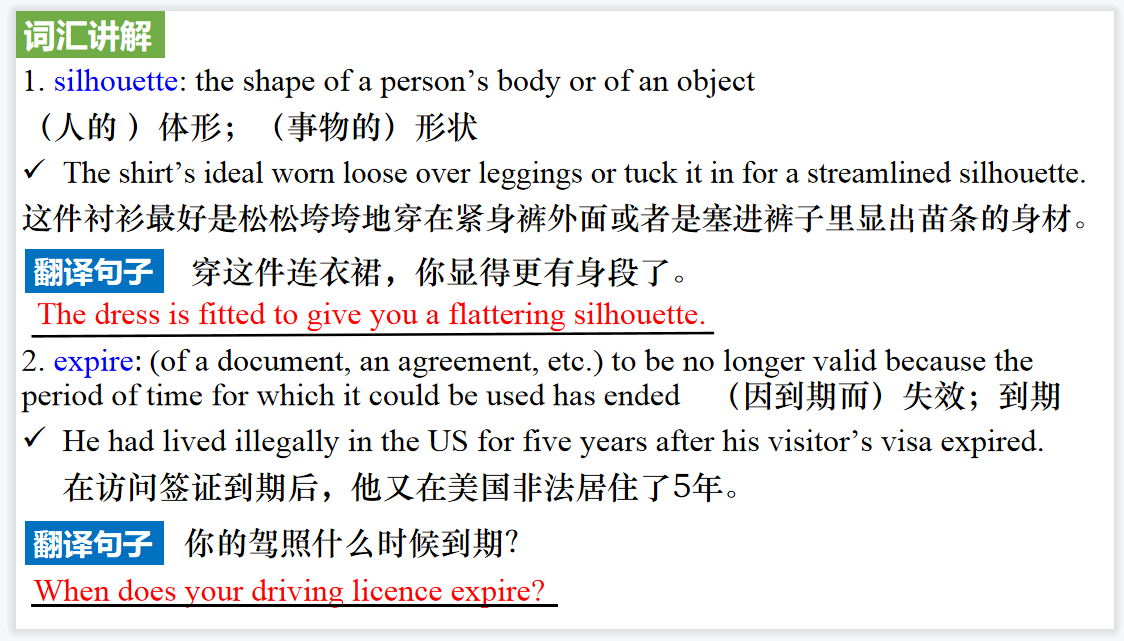 词汇讲解
1. silhouette: the shape of a person’s body or of an object
（人的 ）体形；（事物的）形状
✓ The shirt’s ideal worn loose over leggings or tuck it in for a streamlined silhouette.
这件衬衫最好是松松垮垮地穿在紧身裤外面或者是塞进裤子里显出苗条的身材。
翻译句子 穿这件连衣裙，你显得更有身段了。
The dress is fitted to give you a flattering silhouette.
2. expire: (of a document, an agreement, etc.) to be no longer valid because the
period of time for which it could be used has ended （因到期而）失效；到期
✓ He had lived illegally in the US for five years after his visitor’s visa expired.
在访问签证到期后，他又在美国非法居住了5年。
翻译句子 你的驾照什么时候到期?
When does your driving licence expire?